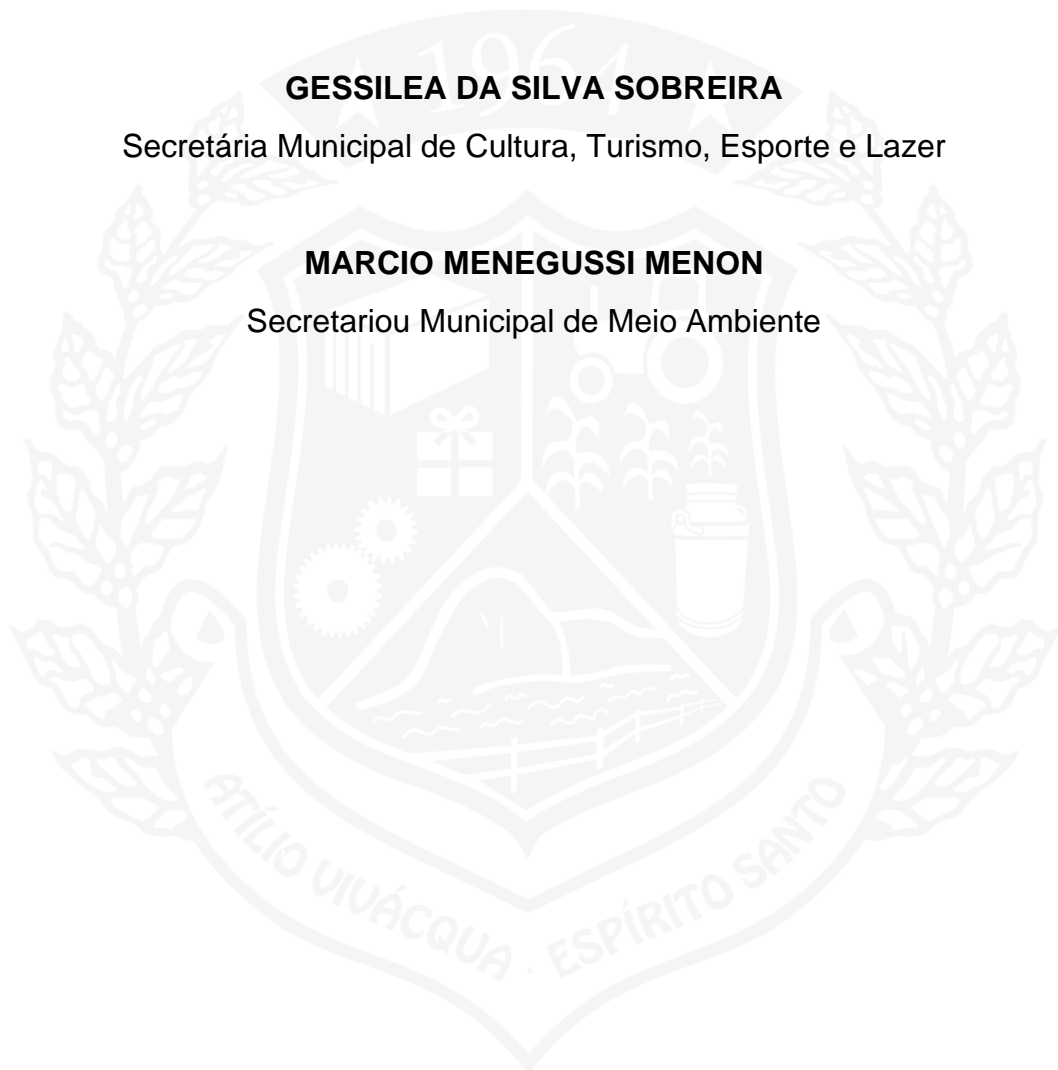 1964
GESSILEA DA SILVA SOBREIRA
Secretária Municipal de Cultura, Turismo, Esporte e Lazer
MARCIO MENEGUSSI MENON
Secretariou Municipal de Meio Ambiente
ATÍLIO VIVÁCQUA - ESPÍRITO SANTO